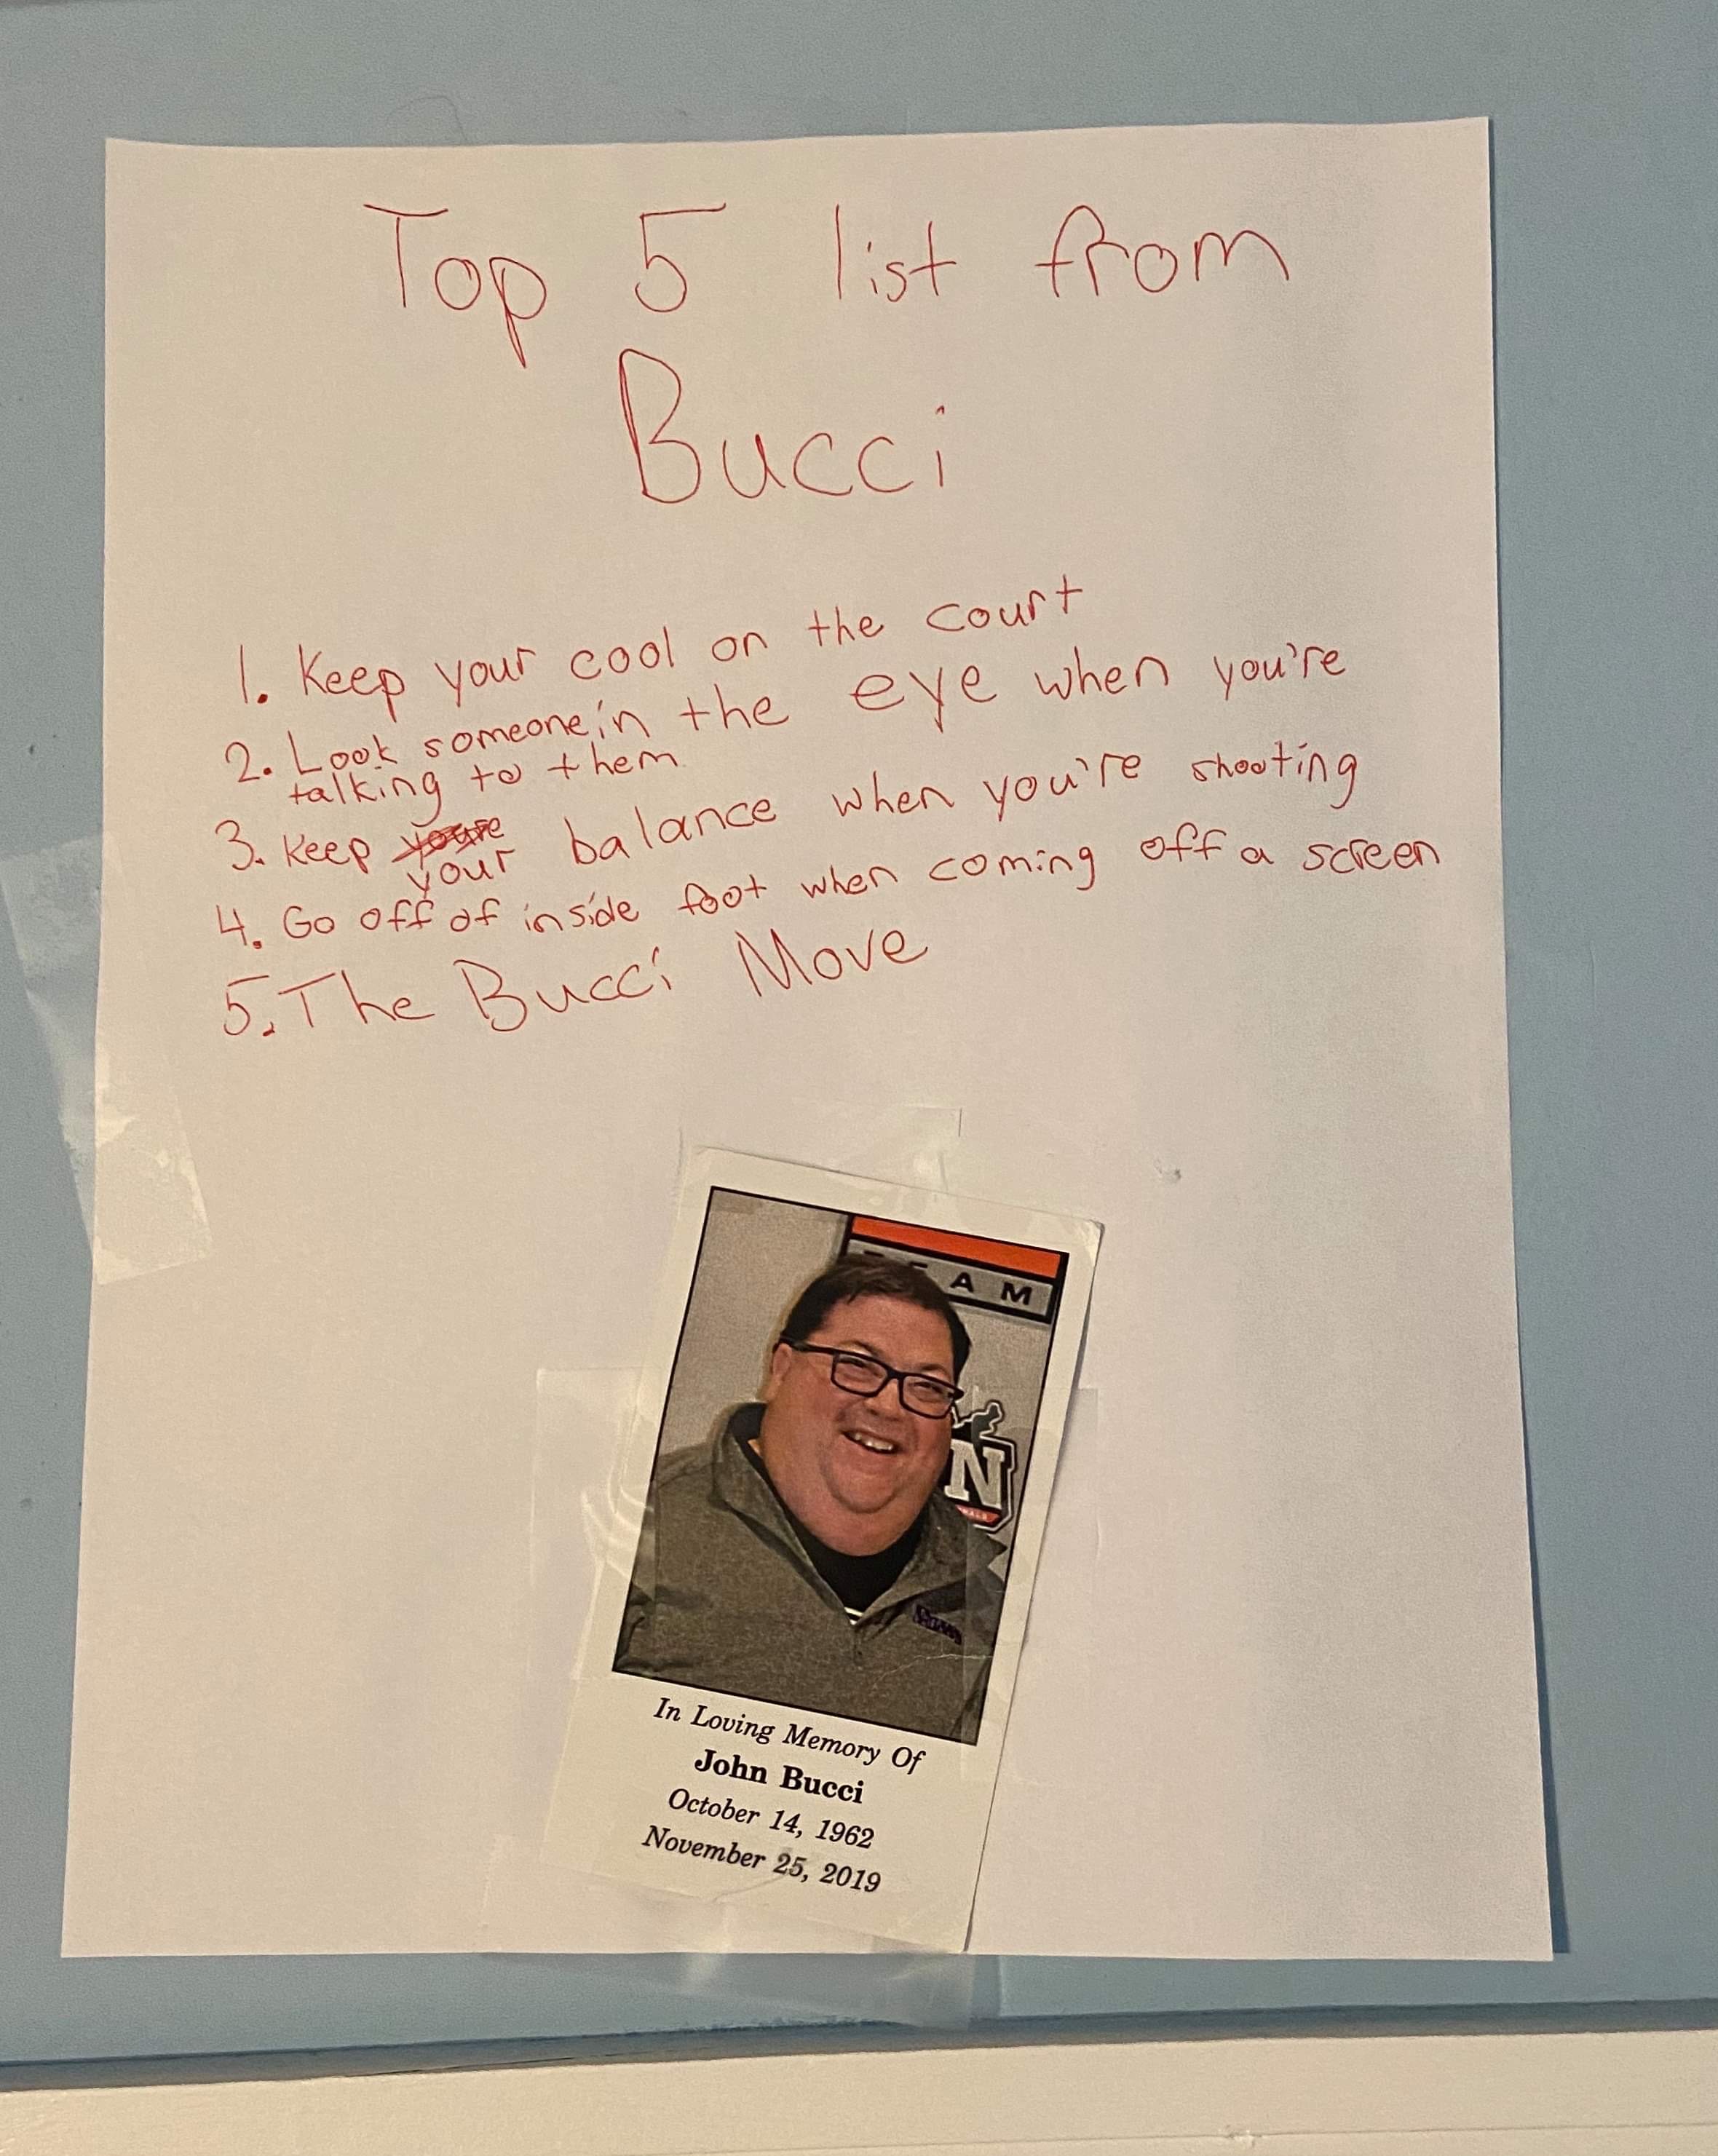 Top 5 list from
Bucci
1. Keep your cool on the court
2. Look someone in the eye when you're
talking to them
3. Keep youre balance when you're shooting
your
4. Go off of inside foot when coming off a screen
5. The Bucci Move
EAM
N
In Loving Memory Of
John Bucci
October 14, 1962
November 25, 2019